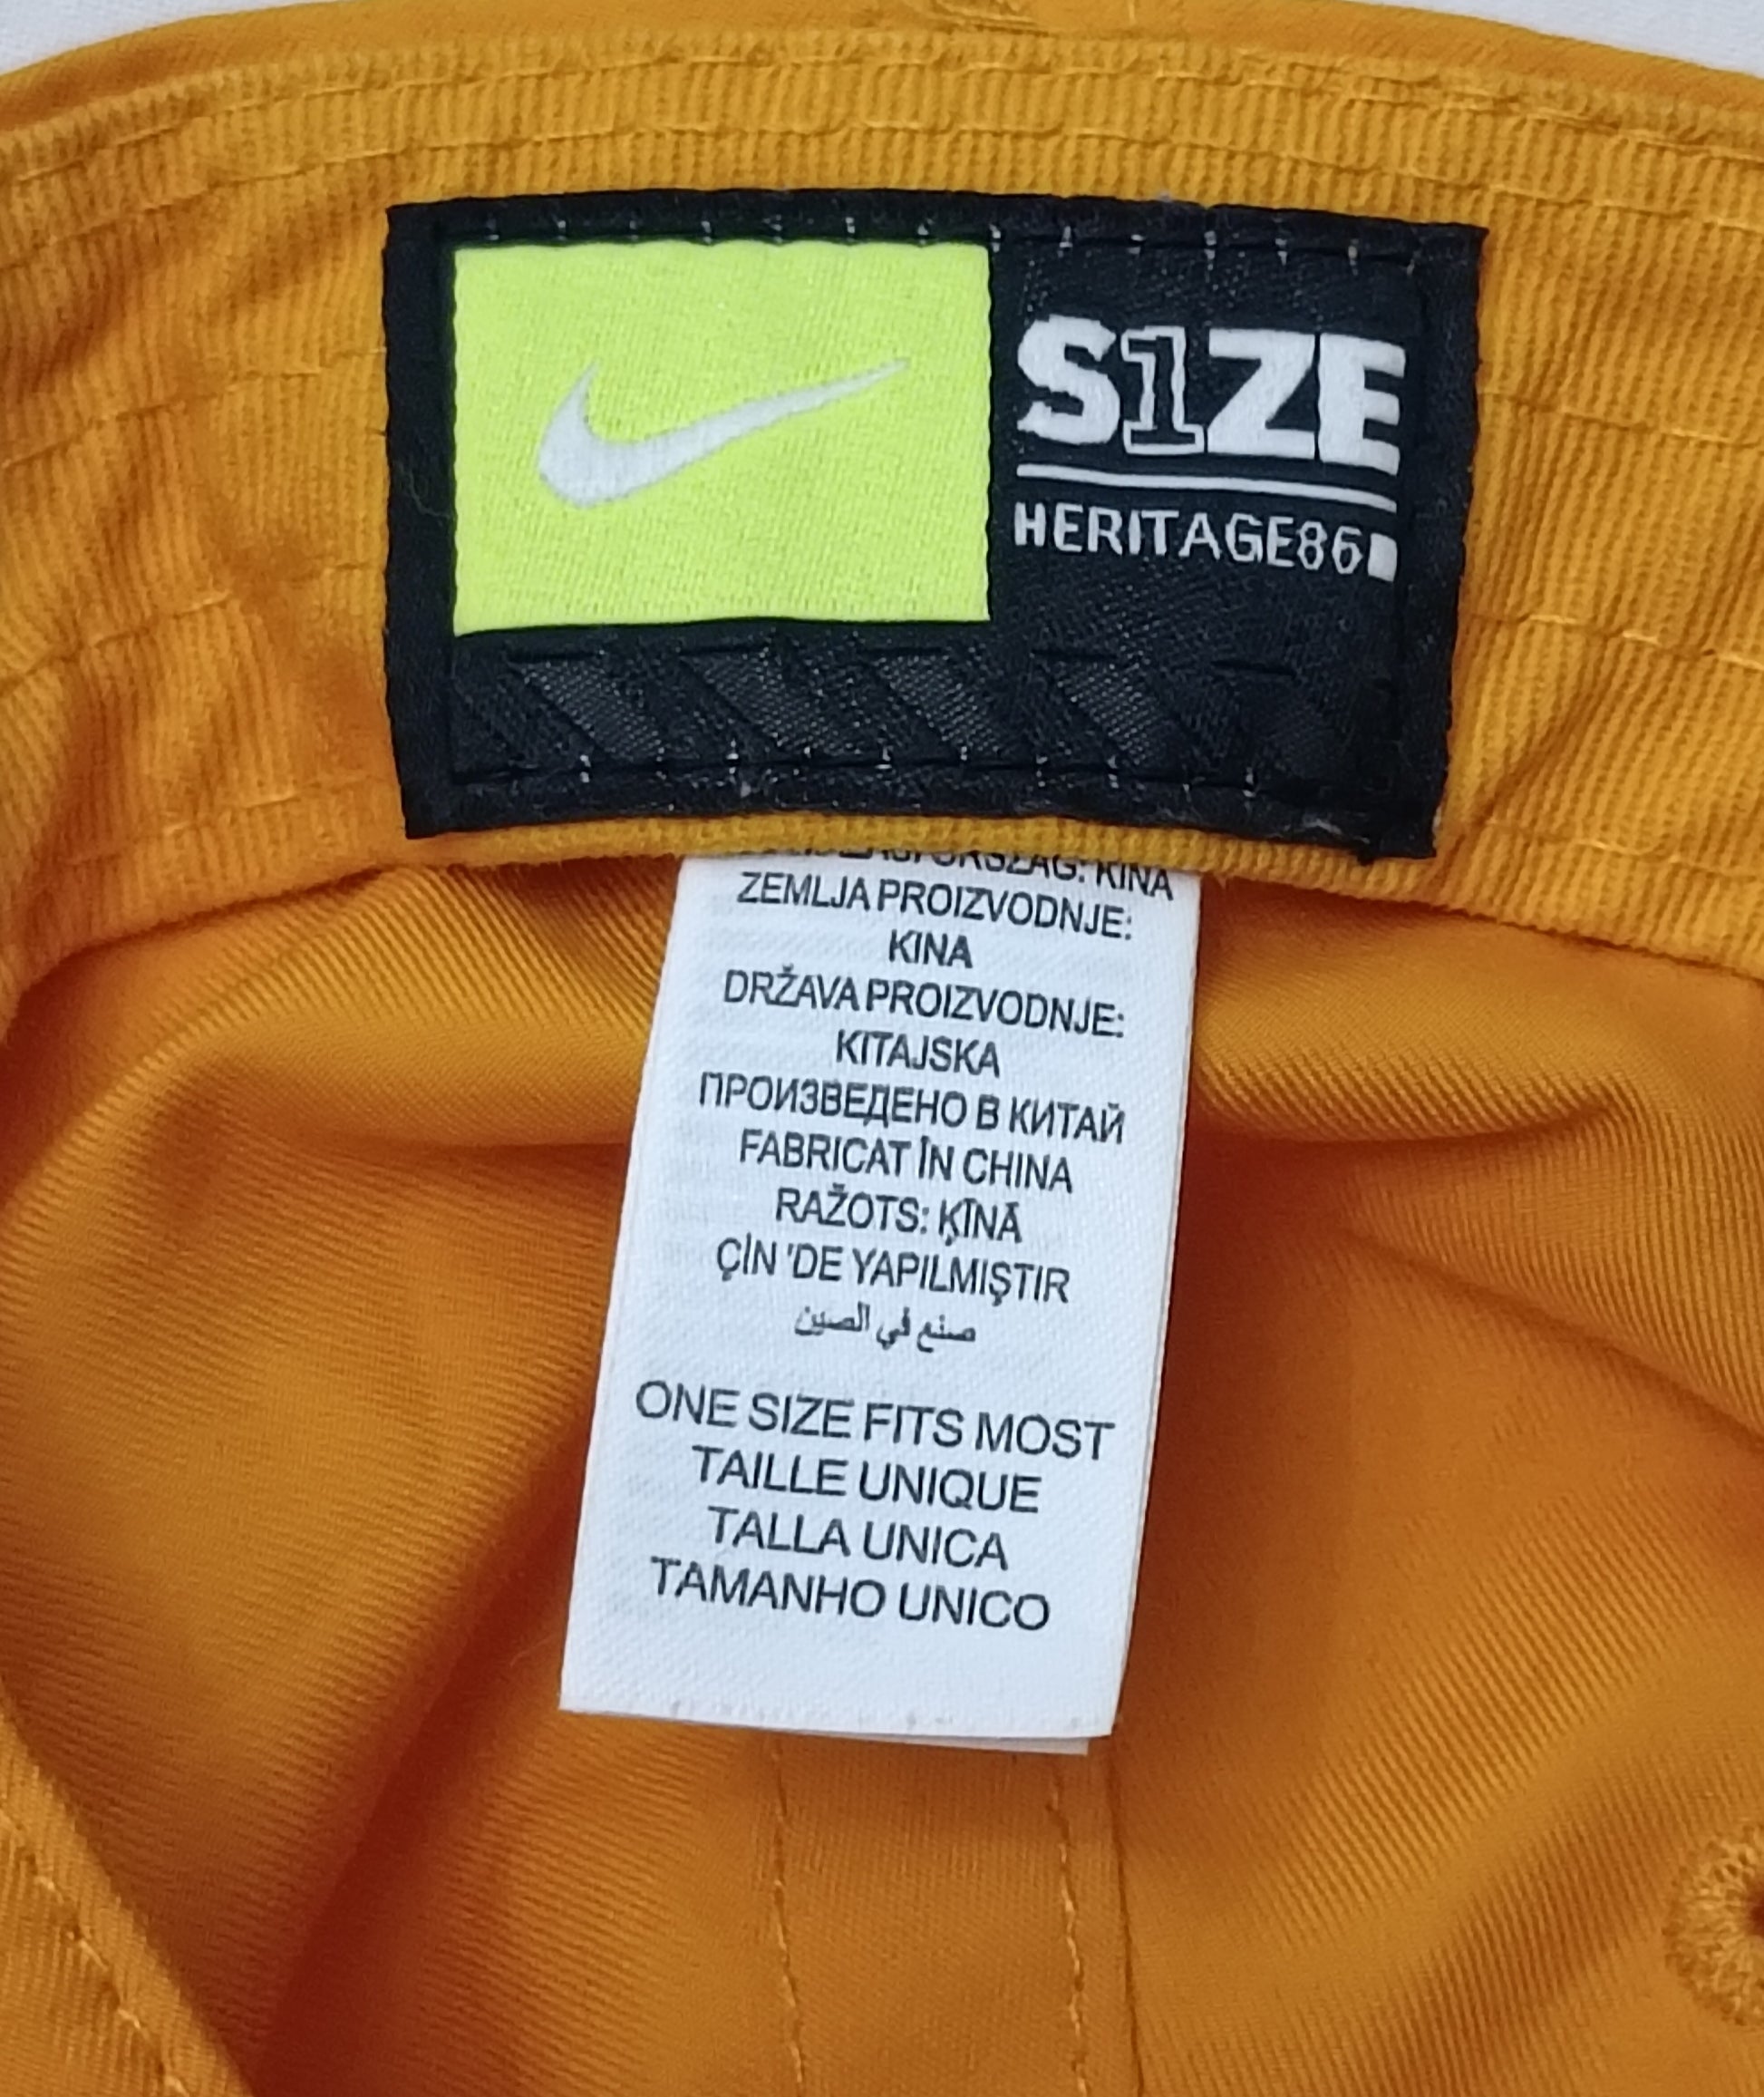 S1ZE
HERITAGE86
KINA
ZEMLJA PROIZVODNJE:
KINA
DRŽAVA PROIZVODNJE:
KITAJSKA
ПРОИЗВЕДЕНО В КИТАЙ
FABRICAT ÎN CHINA
RAŽOTS: ĶĪNĀ
ÇİN 'DE YAPILMIŞTIR
صنع في الصين
ONE SIZE FITS MOST
TAILLE UNIQUE
TALLA UNICA
TAMANHO UNICO